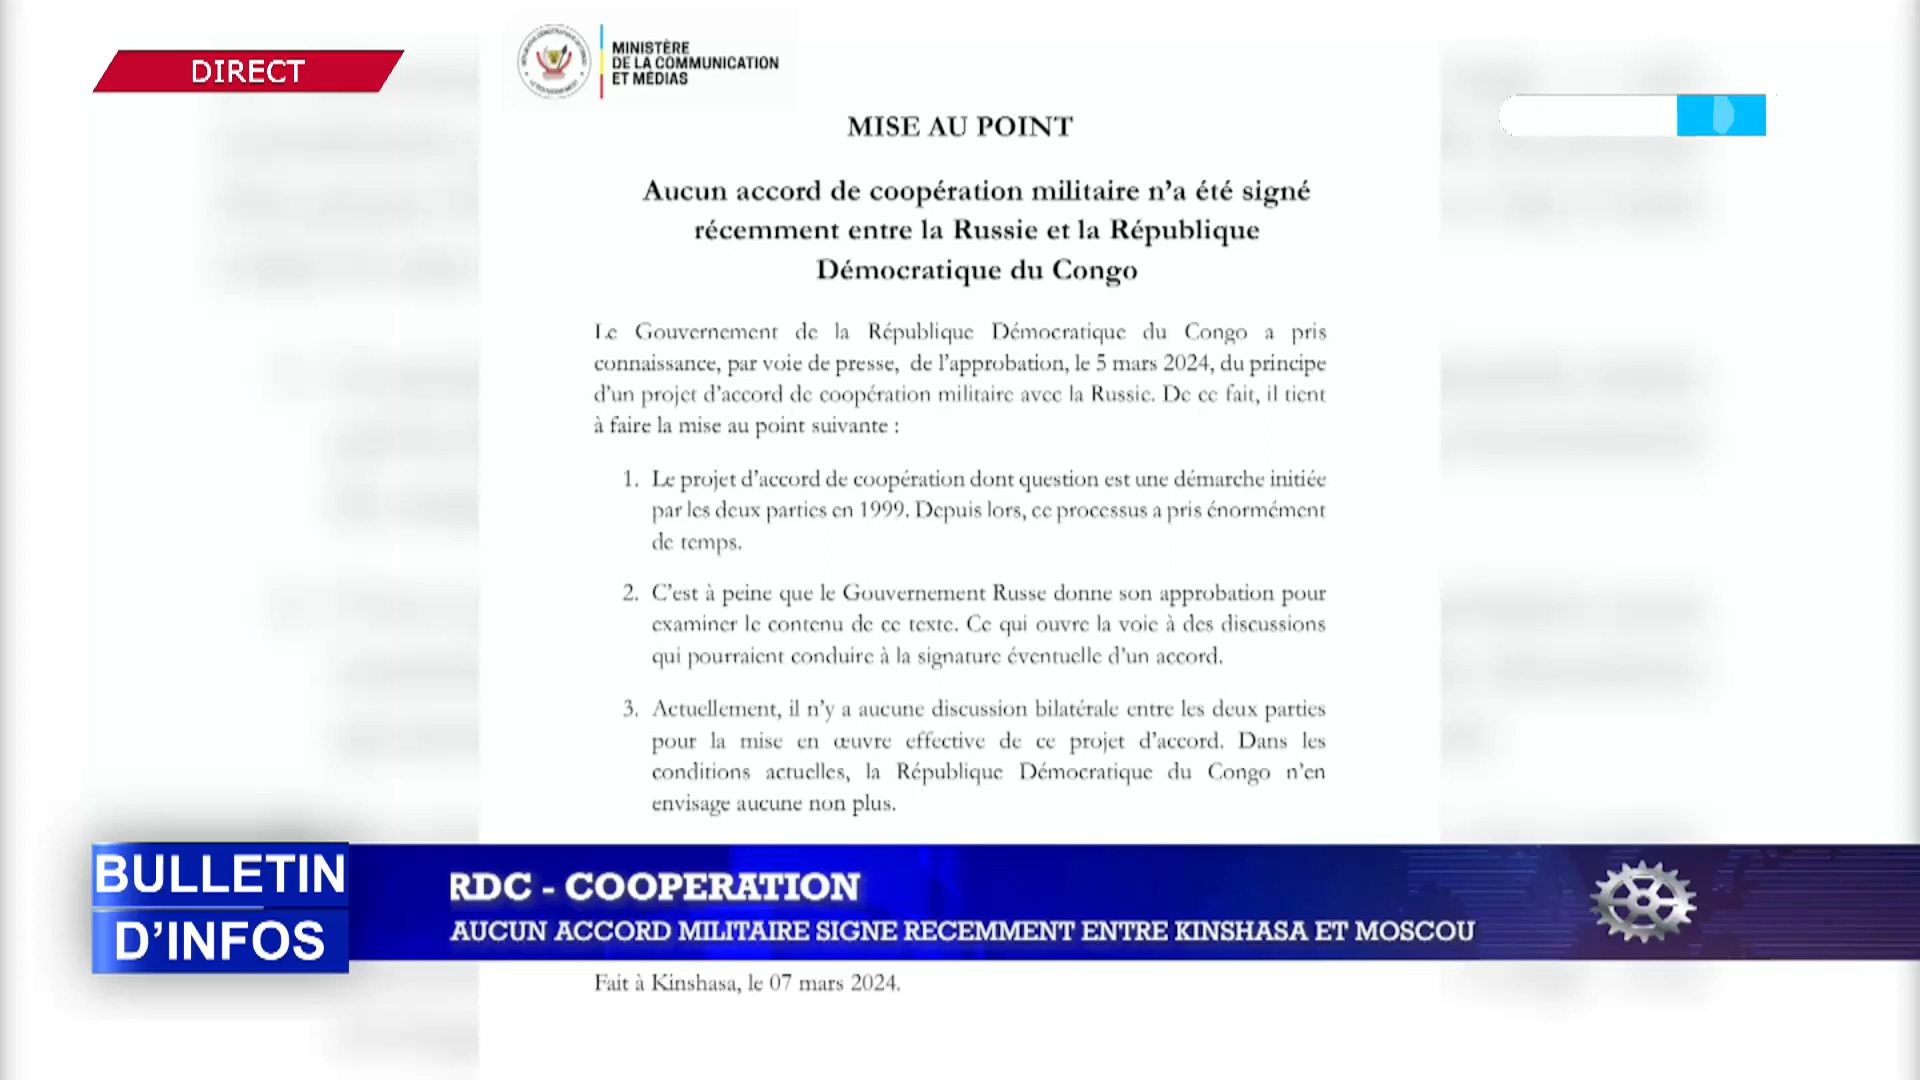 DIRECT
MINISTÈRE
DE LA COMMUNICATION
ET MÉDIAS
MISE AU POINT
Aucun accord de coopération militaire n'a été signé
récemment entre la Russie et la République
Démocratique du Congo
Le Gouvernement de la République Démocratique du Congo a pris
connaissance, par voie de presse, de l'approbation, le 5 mars 2024, du principe
d'un projet d'accord de coopération militaire avec la Russie. De ce fait, il tient
à faire la mise au point suivante :
1. Le projet d'accord de coopération dont question est une démarche initiée
par les deux parties en 1999. Depuis lors, ce processus a pris énormément
de temps.
2. C'est à peine que le Gouvernement Russe donne son approbation pour
examiner le contenu de ce texte. Ce qui ouvre la voie à des discussions
qui pourraient conduire à la signature éventuelle d'un accord.
3. Actuellement, il n'y a aucune discussion bilatérale entre les deux parties
pour la mise en œuvre effective de ce projet d'accord. Dans les
conditions actuelles, la République Démocratique du Congo n'en
envisage aucune non plus.
BULLETIN
D'INFOS
RDC - COOPERATION
AUCUN ACCORD MILITAIRE SIGNE RECEMMENT ENTRE KINSHASA ET MOSCOU
Fait à Kinshasa, le 07 mars 2024.